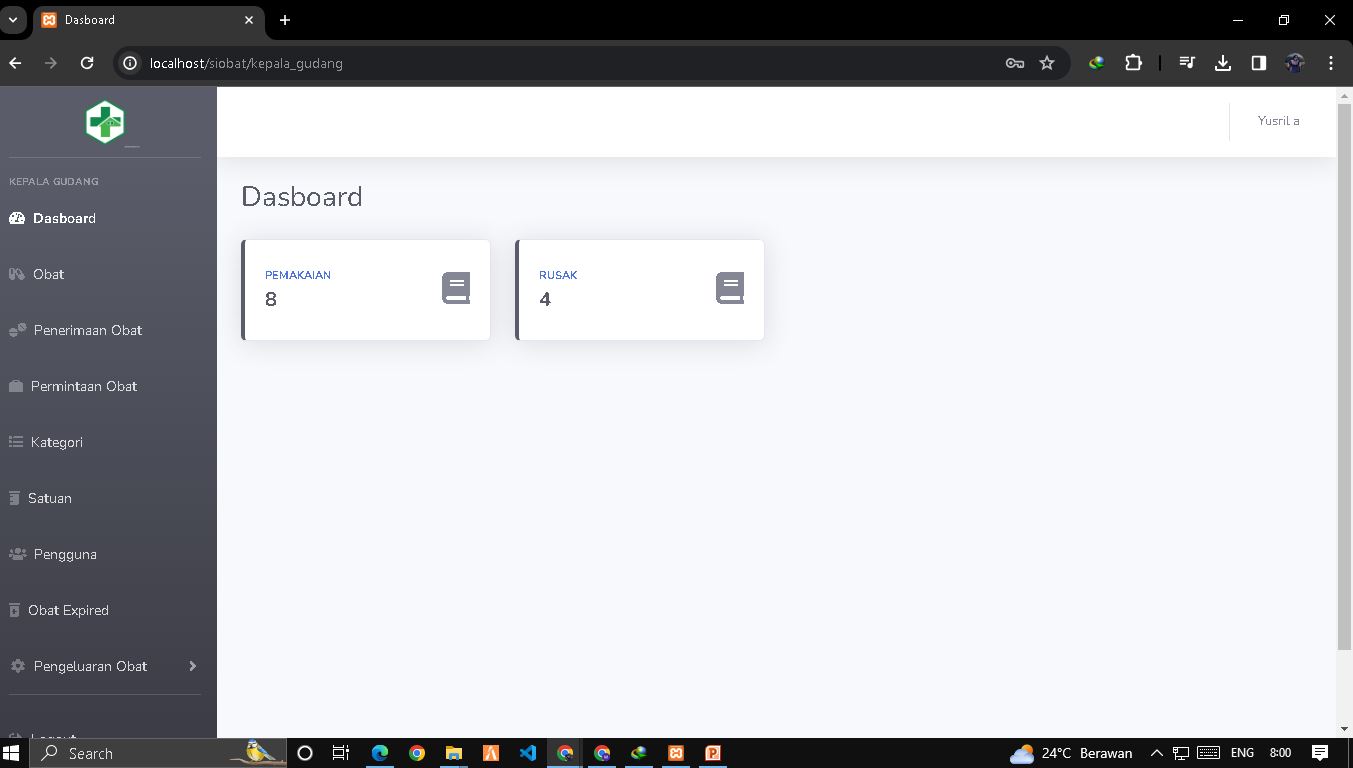 Dasboard
localhost/siobat/kepala_gudang
Yusril a
KEPALA GUDANG
Dasboard
Obat
Penerimaan Obat
Permintaan Obat
Kategori
Satuan
Pengguna
Obat Expired
Pengeluaran Obat
Logout
Dasboard
PEMAKAIAN
8
RUSAK
4
Search
24°C Berawan
ENG
8:00